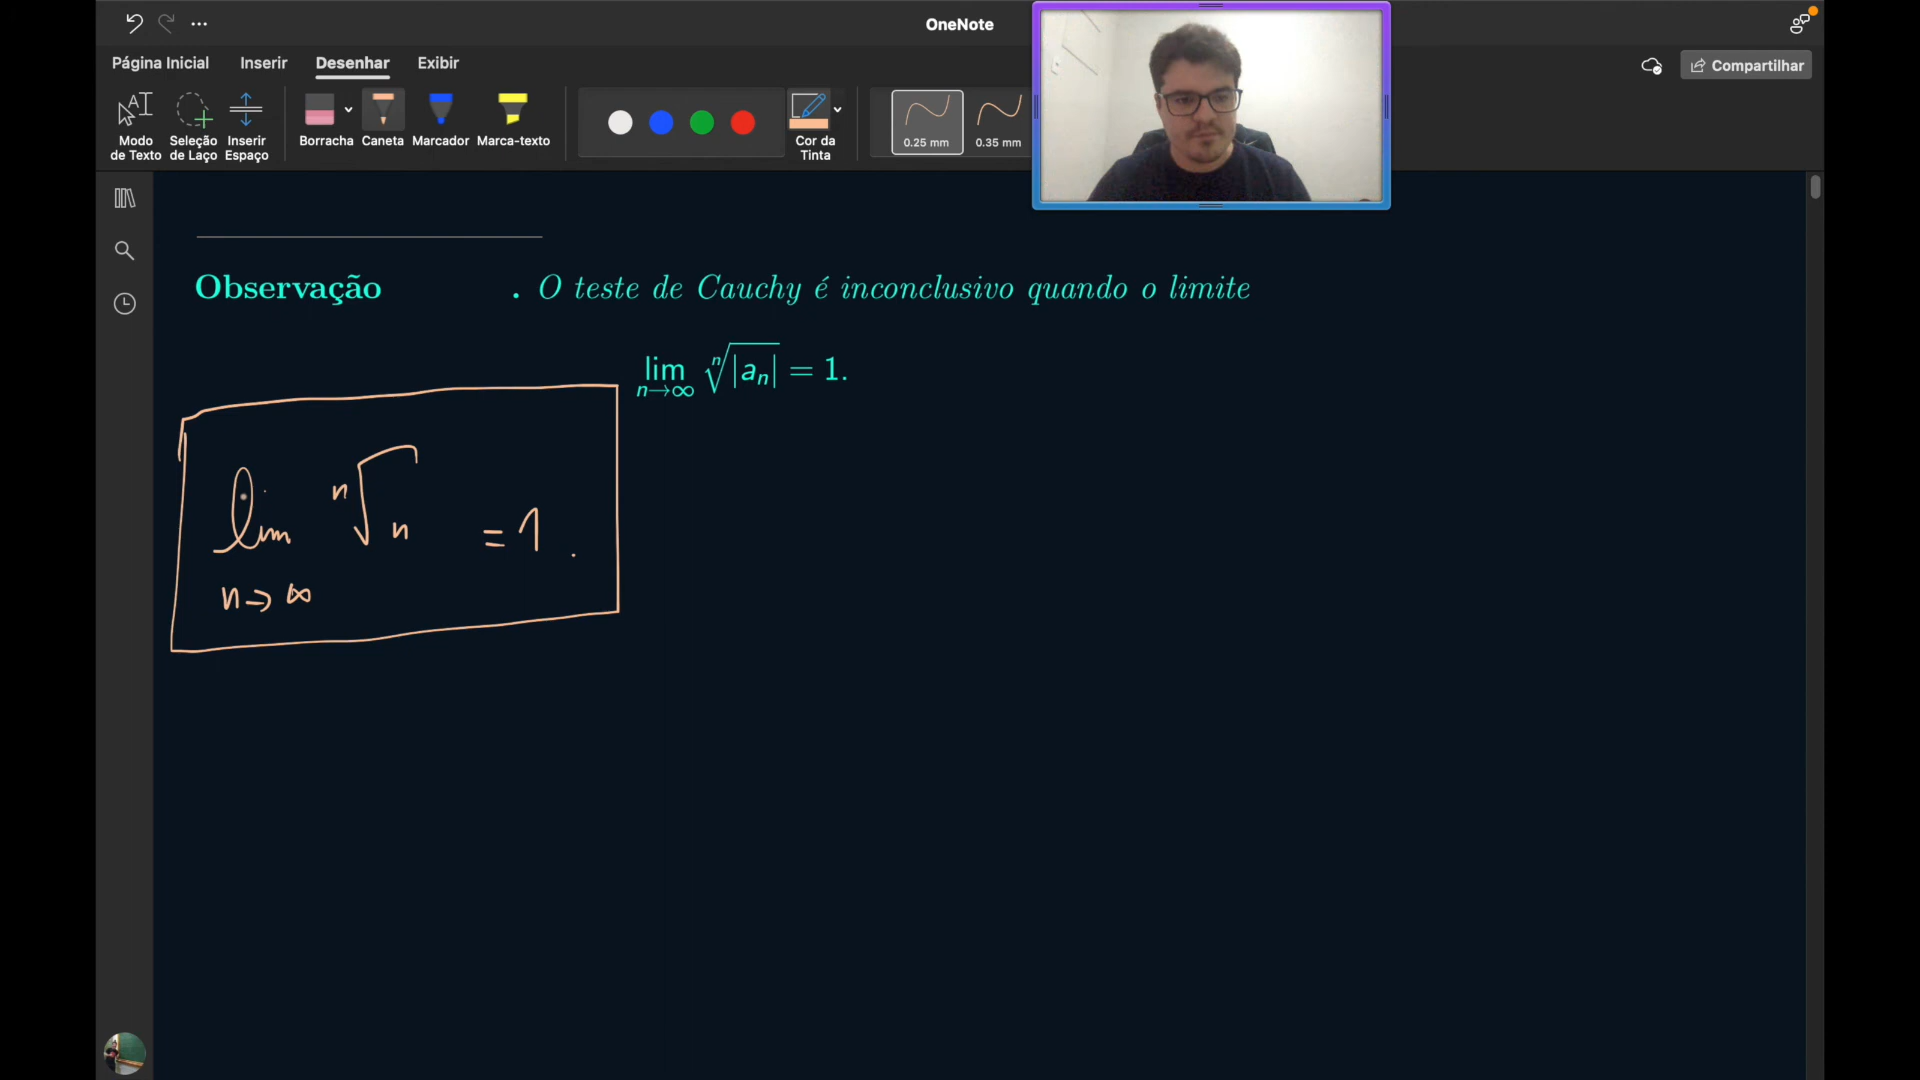 OneNote
Página Inicial Inserir Desenhar Exibir
Compartilhar
Modo de Texto
Seleção de Laço
Inserir Espaço
Borracha
Caneta
Marcador
Marca-texto
Cor da Tinta
0.25 mm
0.35 mm
Observação . O teste de Cauchy é inconclusivo quando o limite
lim n→∞ ⁿ√|aₙ| = 1.
lim n→∞ ⁿ√n = 1 .